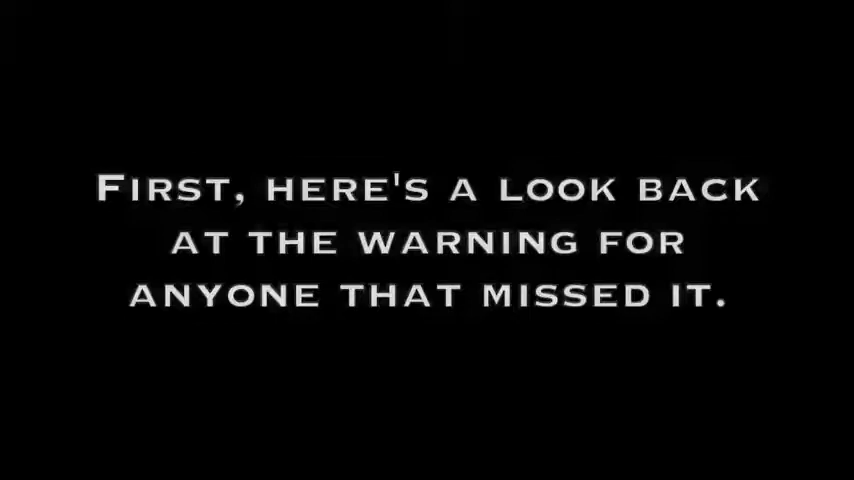 First, here's a look back
at the warning for
anyone that missed it.